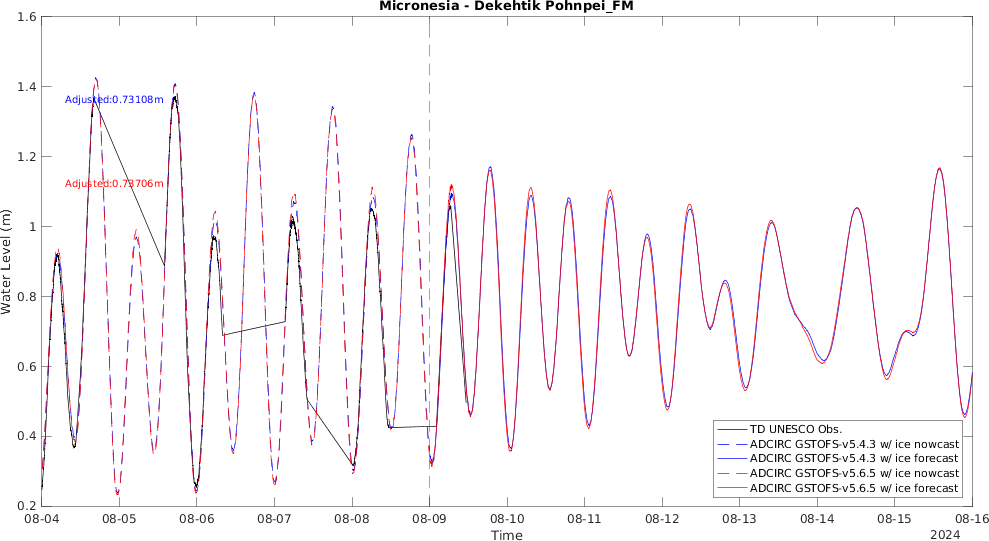 Micronesia - Dekehtik Pohnpei_FM
1.6
1.4
1.2
1
0.8
0.6
0.4
0.2
Water Level (m)
Adjusted:0.73108m
Adjusted:0.73706m
TD UNESCO Obs.
ADCIRC GSTOFS-v5.4.3 w/ ice nowcast
ADCIRC GSTOFS-v5.4.3 w/ ice forecast
ADCIRC GSTOFS-v5.6.5 w/ ice nowcast
ADCIRC GSTOFS-v5.6.5 w/ ice forecast
08-04 08-05 08-06 08-07 08-08 08-09 08-10 08-11 08-12 08-13 08-14 08-15 08-16
Time
2024